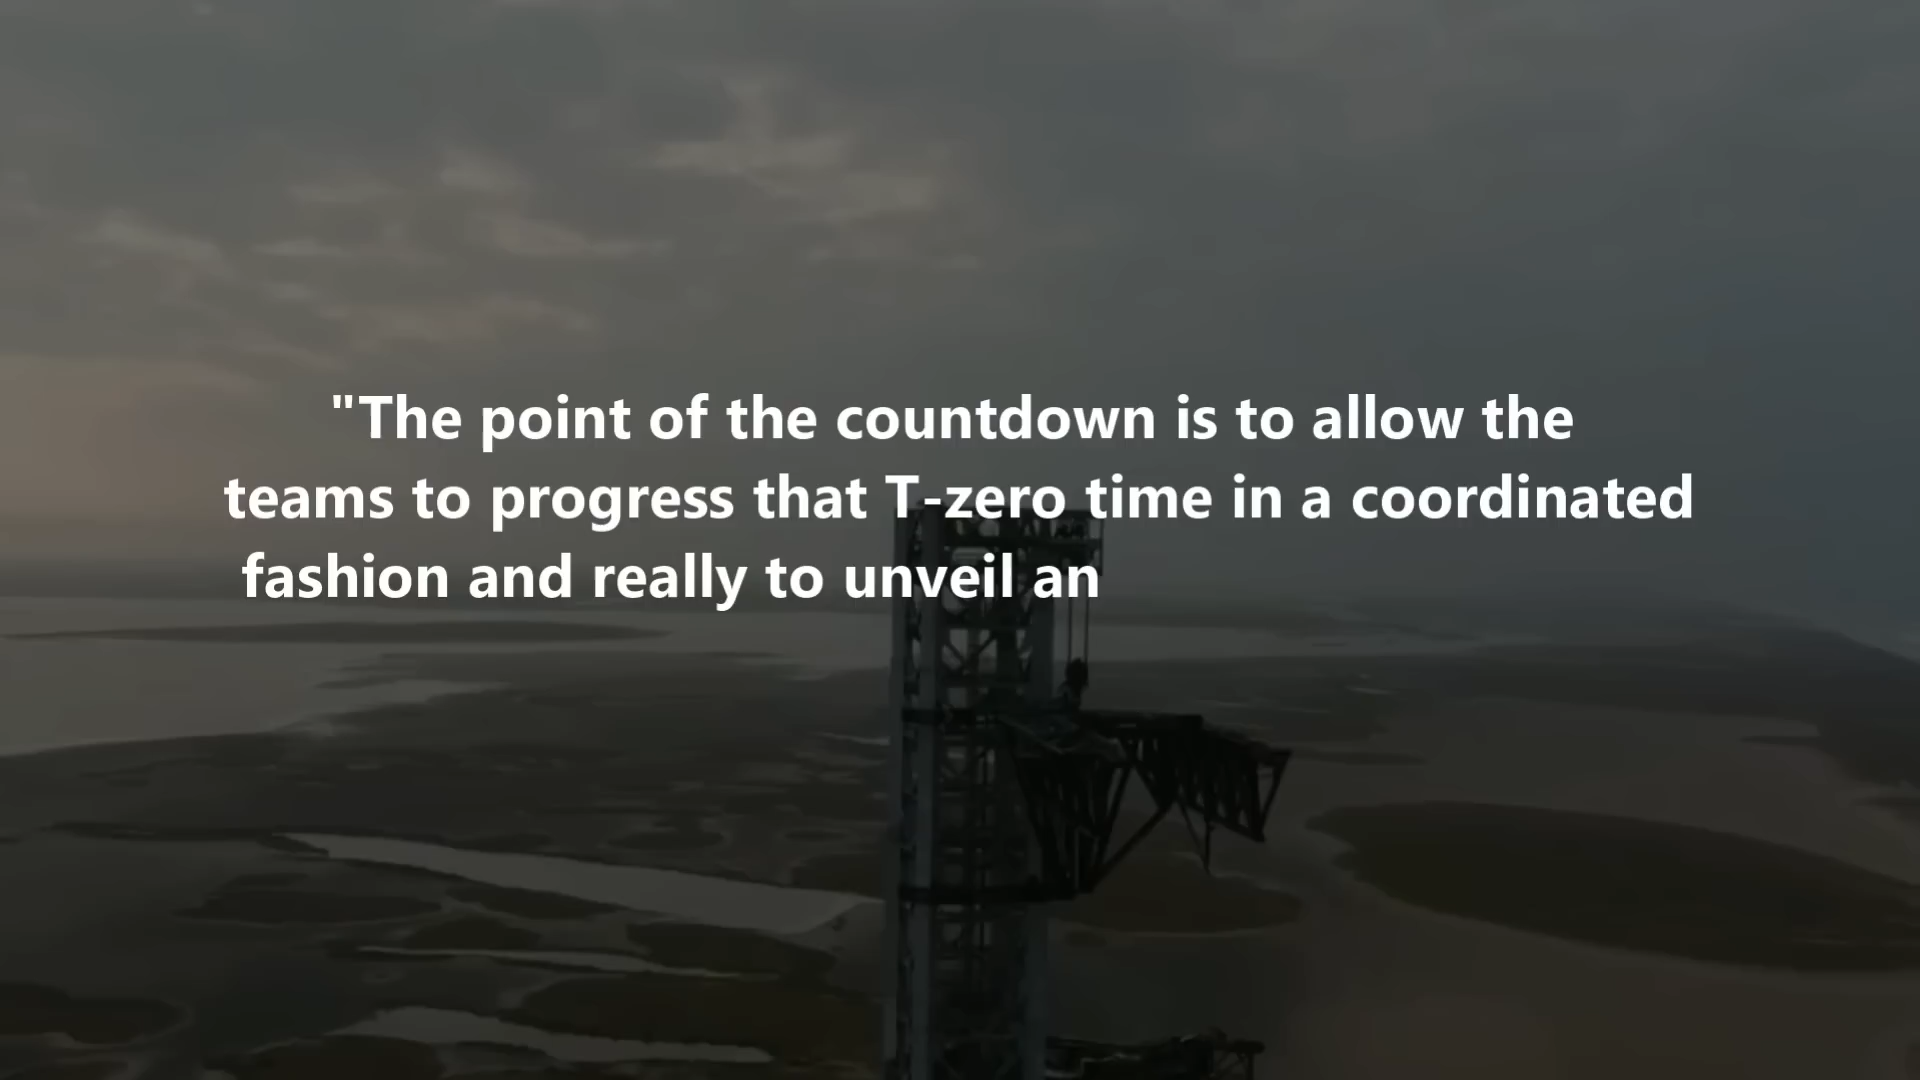 "The point of the countdown is to allow the
teams to progress that T-zero time in a coordinated
fashion and really to unveil an